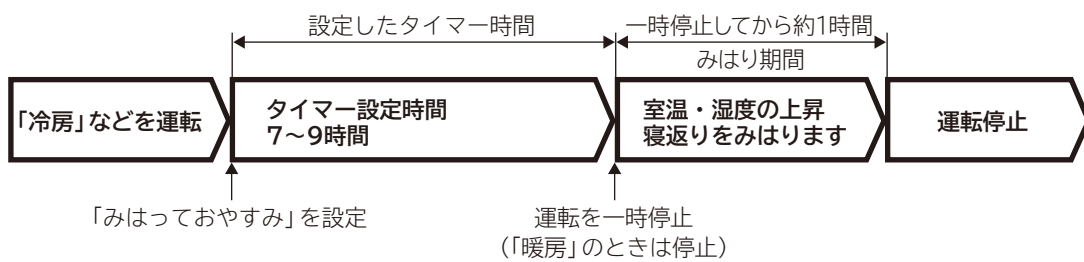 設定したタイマー時間
一時停止してから約1時間
みはり期間
「冷房」などを運転
タイマー設定時間
7〜9時間
室温・湿度の上昇
寝返りをみはります
運転停止
「みはっておやすみ」を設定
運転を一時停止
(「暖房」のときは停止)